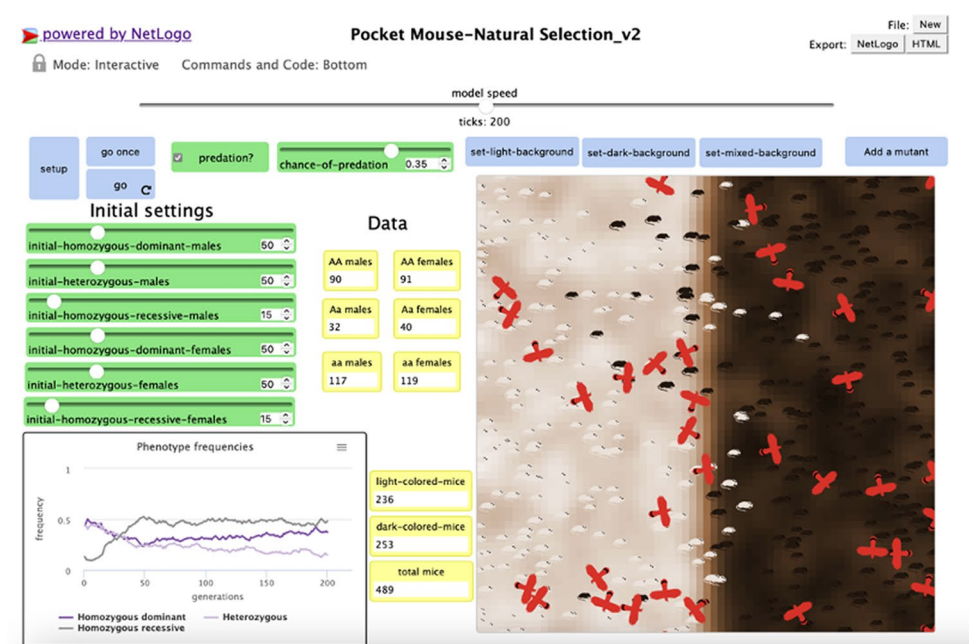 powered by NetLogo
Pocket Mouse-Natural Selection_v2
File: New
Export: NetLogo HTML
Mode: Interactive Commands and Code: Bottom
model speed
ticks: 200
setup
go once
go
predation?
chance-of-predation 0.35
set-light-background
set-dark-background
set-mixed-background
Add a mutant
Initial settings
initial-homozygous-dominant-males 50
initial-heterozygous-males 50
initial-homozygous-recessive-males 15
initial-homozygous-dominant-females 50
initial-heterozygous-females 50
initial-homozygous-recessive-females 15
Data
AA males
90
AA females
91
Aa males
32
Aa females
40
aa males
117
aa females
119
Phenotype frequencies
frequency
1
0.5
0
0 50 100 150 200
generations
Homozygous dominant Heterozygous
Homozygous recessive
light-colored-mice
236
dark-colored-mice
253
total mice
489